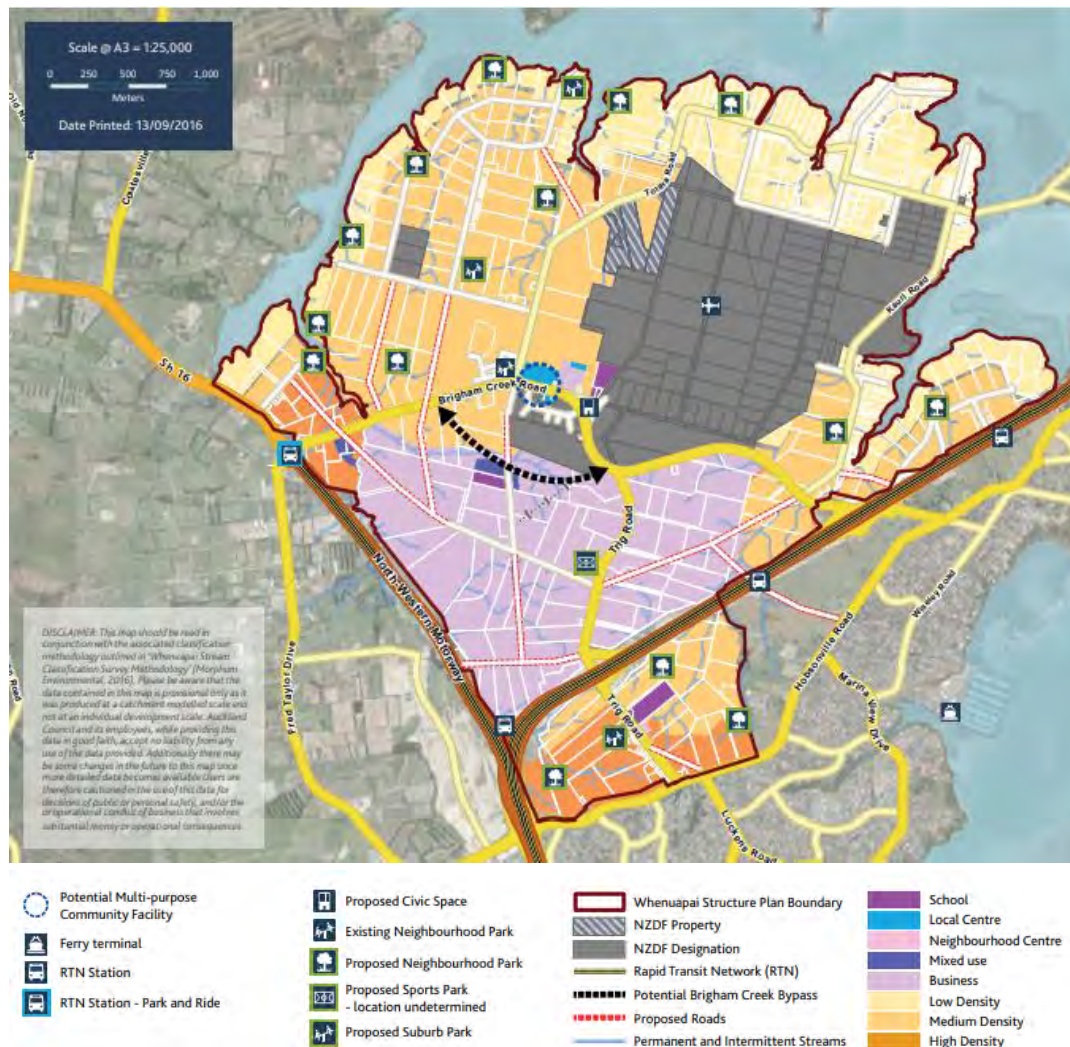 Scale @ A3 = 1:25,000
0 250 500 750 1,000
Meters
Date Printed: 13/09/2016
Coatesville
Totara Road
Kauri Road
Sh 16
Brigham Creek Road
Trig Road
North-Western Motorway
Fred Taylor Drive
Hobsonville Road
Wiseley Road
Marina View Drive
Trig Road
Luckens Road
DISCLAIMER: This map should be read in
conjunction with the associated classification
methodology outlined in "Whenuapai Stream
Classification Survey Methodology" (Morphum
Environmental, 2016). Please be aware that the
data contained in this map is provisional only as it
was produced at a catchment modelled scale and
not at an individual development scale. Auckland
Council and its employees, while providing this
data in good faith, accept no liability from any
use of the data provided. Additionally there may
be some changes in the future to this map once
more detailed data becomes available Users are
therefore cautioned in the use of this data for
decisions of public or personal safety, and/or the
operational conduct of business that involves
substantial money or operational consequences.
Potential Multi-purpose
Community Facility
Ferry terminal
RTN Station
RTN Station - Park and Ride
Proposed Civic Space
Existing Neighbourhood Park
Proposed Neighbourhood Park
Proposed Sports Park
- location undetermined
Proposed Suburb Park
Whenuapai Structure Plan Boundary
NZDF Property
NZDF Designation
Rapid Transit Network (RTN)
Potential Brigham Creek Bypass
Proposed Roads
Permanent and Intermittent Streams
School
Local Centre
Neighbourhood Centre
Mixed use
Business
Low Density
Medium Density
High Density